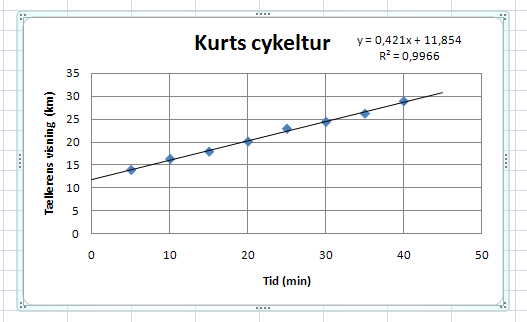 Kurts cykeltur
y = 0,421x + 11,854
R² = 0,9966
Tællerens visning (km)
35
30
25
20
15
10
5
0
0 10 20 30 40 50
Tid (min)